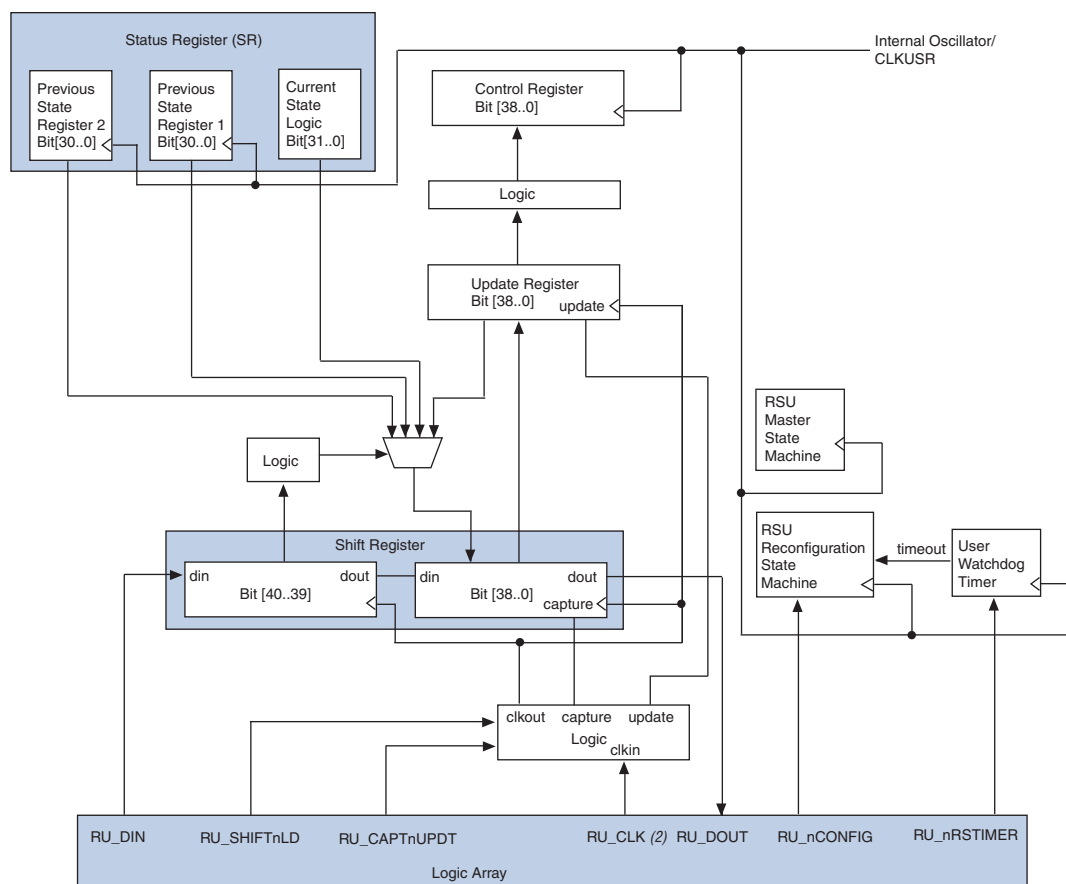 Status Register (SR)
Previous
State
Register 2
Bit[30..0]
Previous
State
Register 1
Bit[30..0]
Current
State
Logic
Bit[31..0]
Internal Oscillator/
CLKUSR
Control Register
Bit [38..0]
Logic
Update Register
Bit [38..0]
update
RSU
Master
State
Machine
Logic
RSU
Reconfiguration
State
Machine
timeout
User
Watchdog
Timer
Shift Register
din
dout
Bit [40..39]
din
dout
Bit [38..0]
capture
clkout capture update
Logic
clkin
RU_DIN
RU_SHIFTnLD
RU_CAPTnUPDT
RU_CLK (2)
RU_DOUT
RU_nCONFIG
RU_nRSTIMER
Logic Array